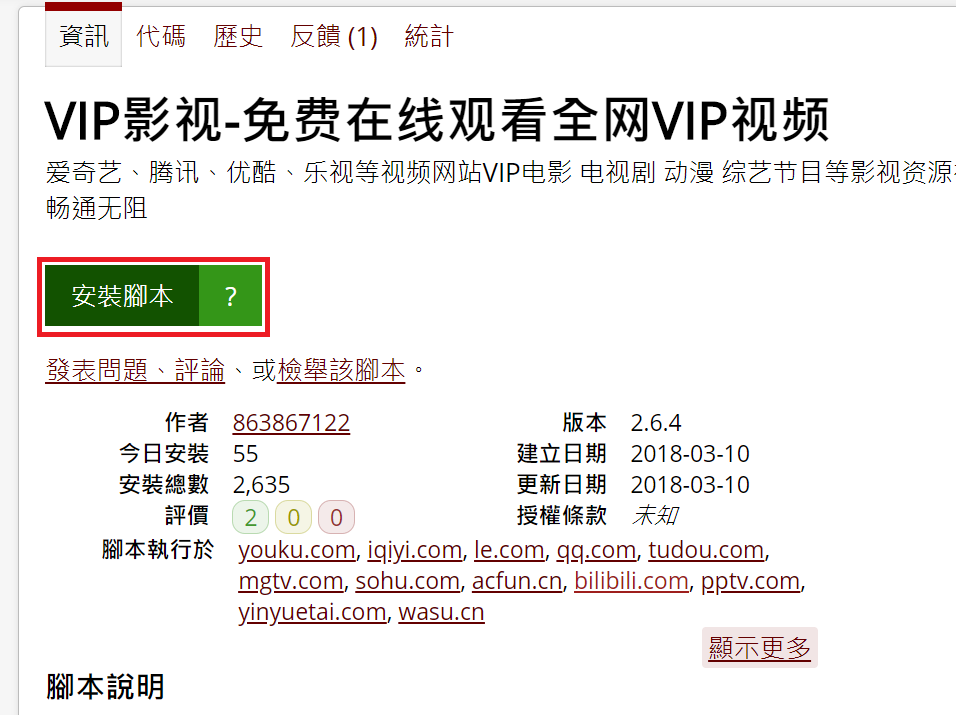 資訊 代碼 歷史 反饋 (1) 統計
VIP影视-免费在线观看全网VIP视频
爱奇艺、腾讯、优酷、乐视等视频网站VIP电影 电视剧 动漫 综艺节目等影视资源
畅通无阻
安裝腳本 ?
發表問題、評論、或檢舉該腳本。
作者 863867122 版本 2.6.4
今日安裝 55 建立日期 2018-03-10
安裝總數 2,635 更新日期 2018-03-10
評價 2 0 0 授權條款 未知
腳本執行於 youku.com, iqiyi.com, le.com, qq.com, tudou.com,
mgtv.com, sohu.com, acfun.cn, bilibili.com, pptv.com,
yinyuetai.com, wasu.cn
顯示更多
腳本說明